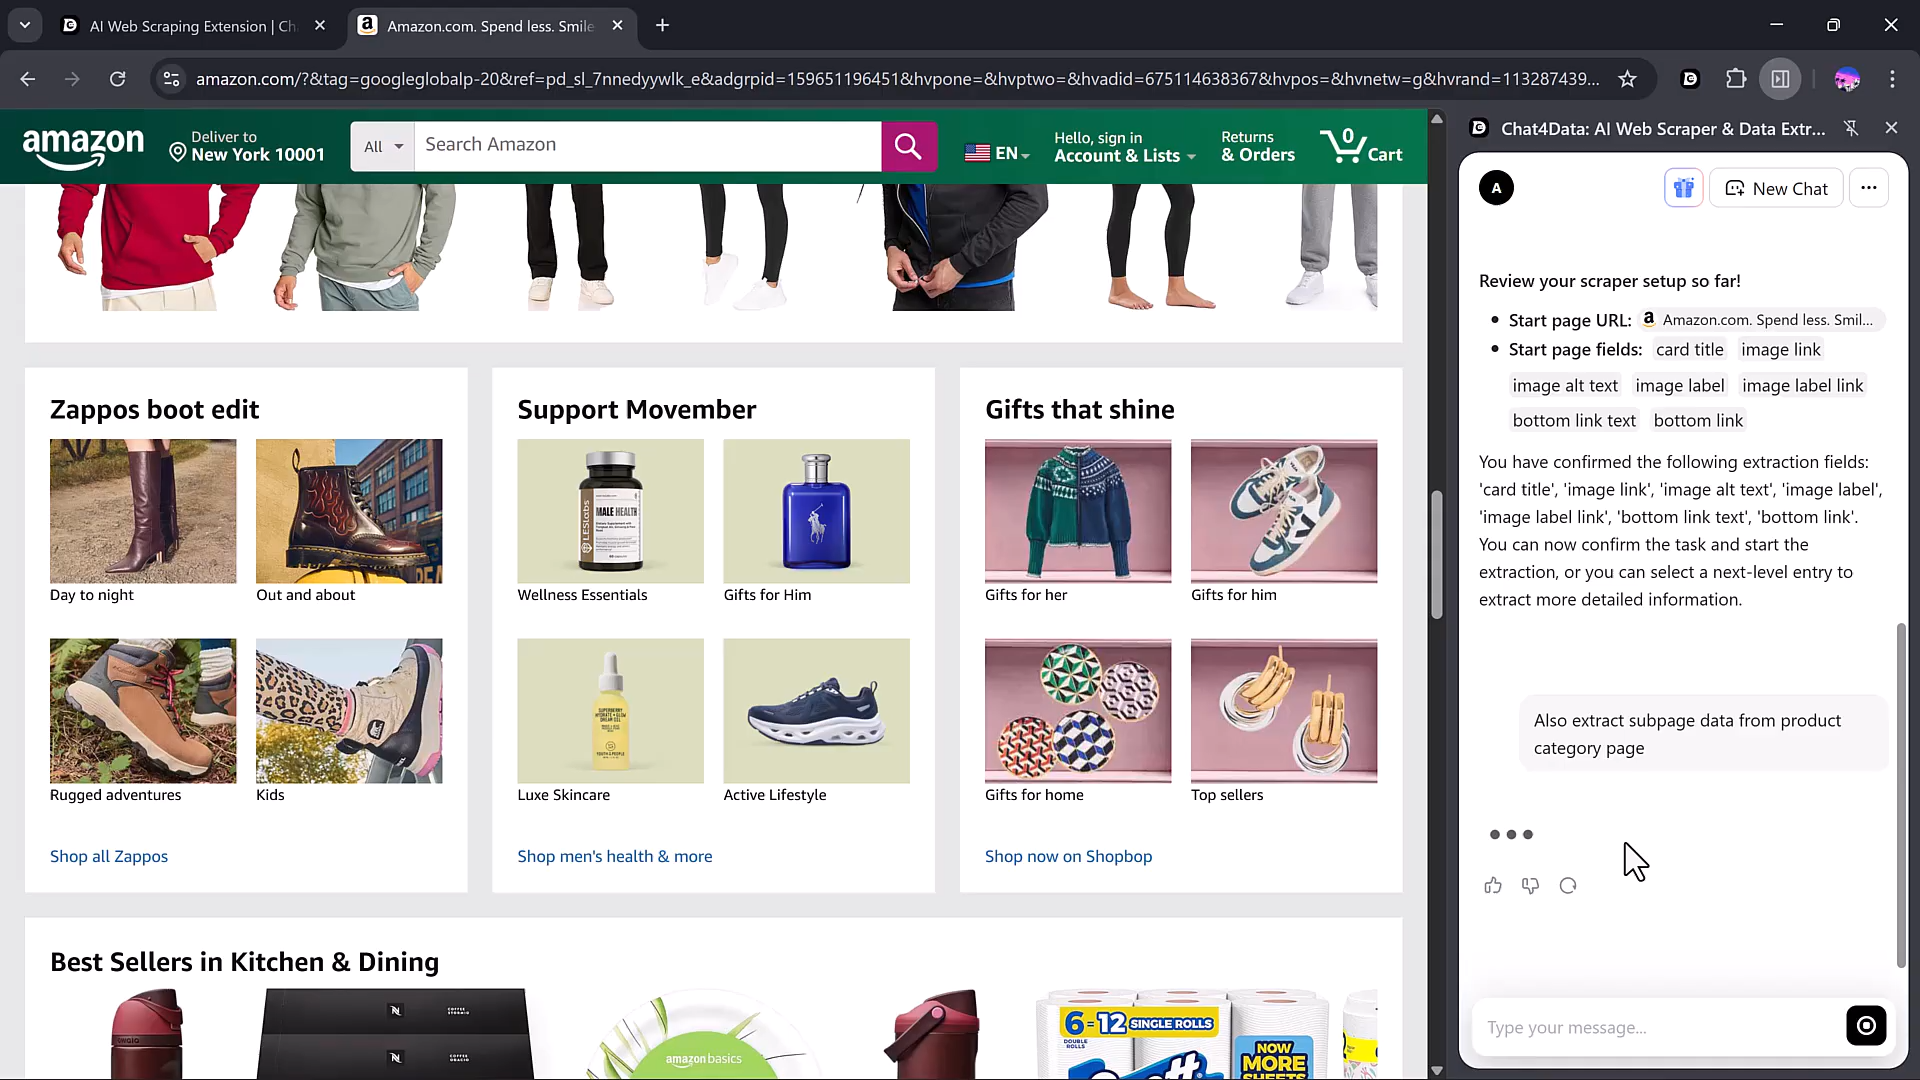 AI Web Scraping Extension | Ch
Amazon.com. Spend less. Smile
amazon.com/?&tag=googleglobalp-20&ref=pd_sl_7nnedyywlk_e&adgrpid=159651196451&hvpone=&hvptwo=&hvadid=675114638367&hvpos=&hvnetw=g&hvrand=113287439...
amazon
Deliver to
New York 10001
All
Search Amazon
EN
Hello, sign in
Account & Lists
Returns
& Orders
0
Cart
Zappos boot edit
Day to night
Out and about
Rugged adventures
Kids
Shop all Zappos
Support Movember
MALE HEALTH
Wellness Essentials
Gifts for Him
Luxe Skincare
Active Lifestyle
Shop men's health & more
Gifts that shine
Gifts for her
Gifts for him
Gifts for home
Top sellers
Shop now on Shopbop
Best Sellers in Kitchen & Dining
amazon basics
6=12 SINGLE ROLLS
DOUBLE ROLLS
NOW
MORE
SHEETS
Chat4Data: AI Web Scraper & Data Extr...
A
New Chat
Review your scraper setup so far!
• Start page URL: Amazon.com. Spend less. Smil...
• Start page fields: card title image link
image alt text image label image label link
bottom link text bottom link
You have confirmed the following extraction fields:
'card title', 'image link', 'image alt text', 'image label',
'image label link', 'bottom link text', 'bottom link'.
You can now confirm the task and start the
extraction, or you can select a next-level entry to
extract more detailed information.
Also extract subpage data from product
category page
Type your message...